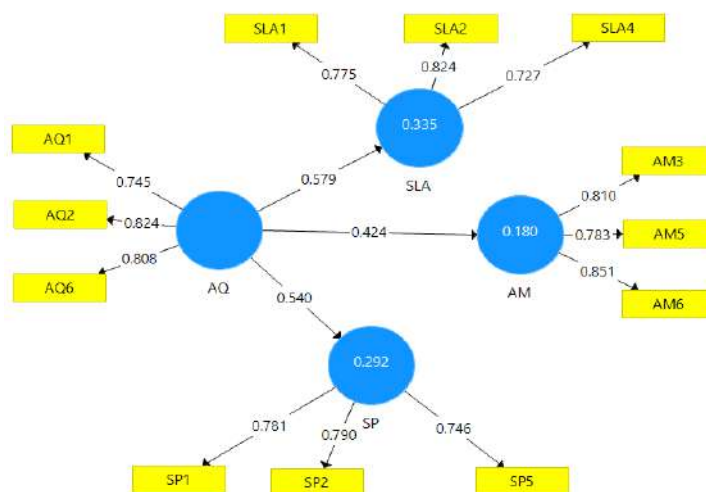 SLA1
SLA2
SLA4
0.775
0.824
0.727
0.335
SLA
AQ1
AQ2
AQ6
0.745
0.824
0.808
AQ
0.579
0.424
0.540
0.180
AM
0.810
0.783
0.851
AM3
AM5
AM6
0.292
SP
0.781
0.790
0.746
SP1
SP2
SP5